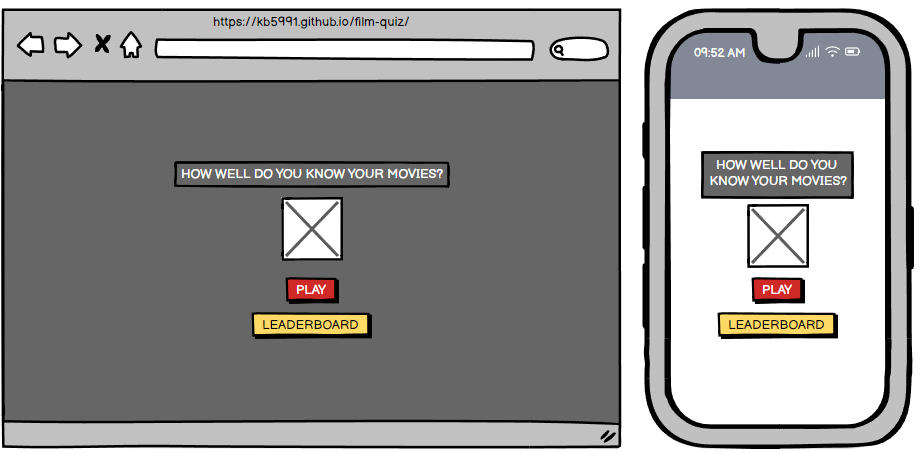 https://kb5991.github.io/film-quiz/
HOW WELL DO YOU KNOW YOUR MOVIES?
PLAY
LEADERBOARD
09:52 AM
HOW WELL DO YOU
KNOW YOUR MOVIES?
PLAY
LEADERBOARD